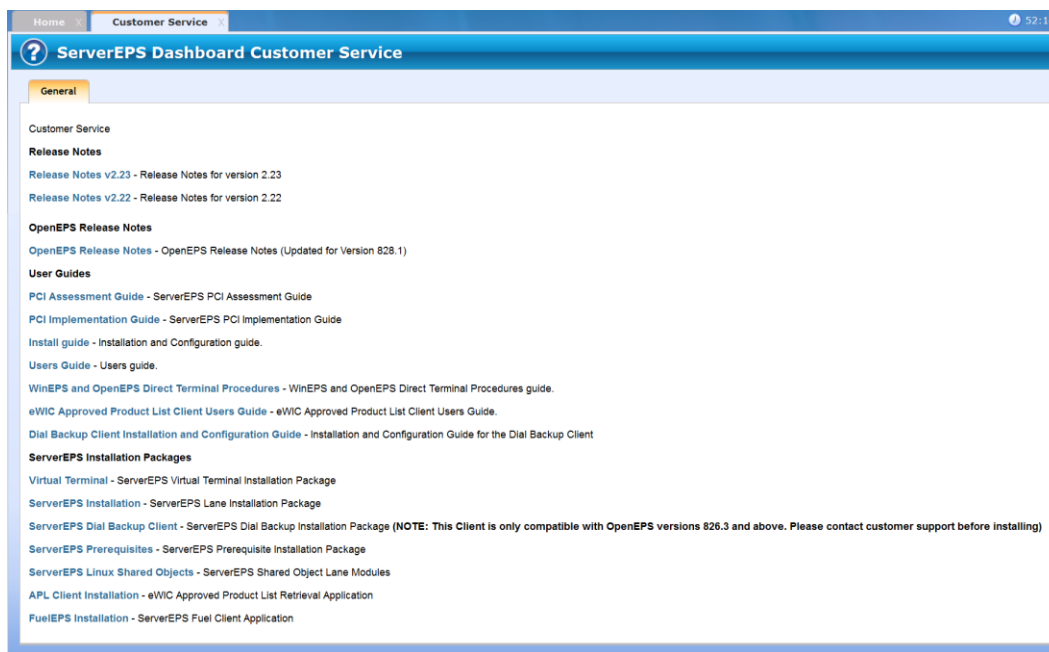 Home X Customer Service X 52:1
? ServerEPS Dashboard Customer Service
General
Customer Service
Release Notes
Release Notes v2.23 - Release Notes for version 2.23
Release Notes v2.22 - Release Notes for version 2.22
OpenEPS Release Notes
OpenEPS Release Notes - OpenEPS Release Notes (Updated for Version 828.1)
User Guides
PCI Assessment Guide - ServerEPS PCI Assessment Guide
PCI Implementation Guide - ServerEPS PCI Implementation Guide
Install guide - Installation and Configuration guide.
Users Guide - Users guide.
WinEPS and OpenEPS Direct Terminal Procedures - WinEPS and OpenEPS Direct Terminal Procedures guide.
eWIC Approved Product List Client Users Guide - eWIC Approved Product List Client Users Guide.
Dial Backup Client Installation and Configuration Guide - Installation and Configuration Guide for the Dial Backup Client
ServerEPS Installation Packages
Virtual Terminal - ServerEPS Virtual Terminal Installation Package
ServerEPS Installation - ServerEPS Lane Installation Package
ServerEPS Dial Backup Client - ServerEPS Dial Backup Installation Package (NOTE: This Client is only compatible with OpenEPS versions 826.3 and above. Please contact customer support before installing)
ServerEPS Prerequisites - ServerEPS Prerequisite Installation Package
ServerEPS Linux Shared Objects - ServerEPS Shared Object Lane Modules
APL Client Installation - eWIC Approved Product List Retrieval Application
FuelEPS Installation - ServerEPS Fuel Client Application